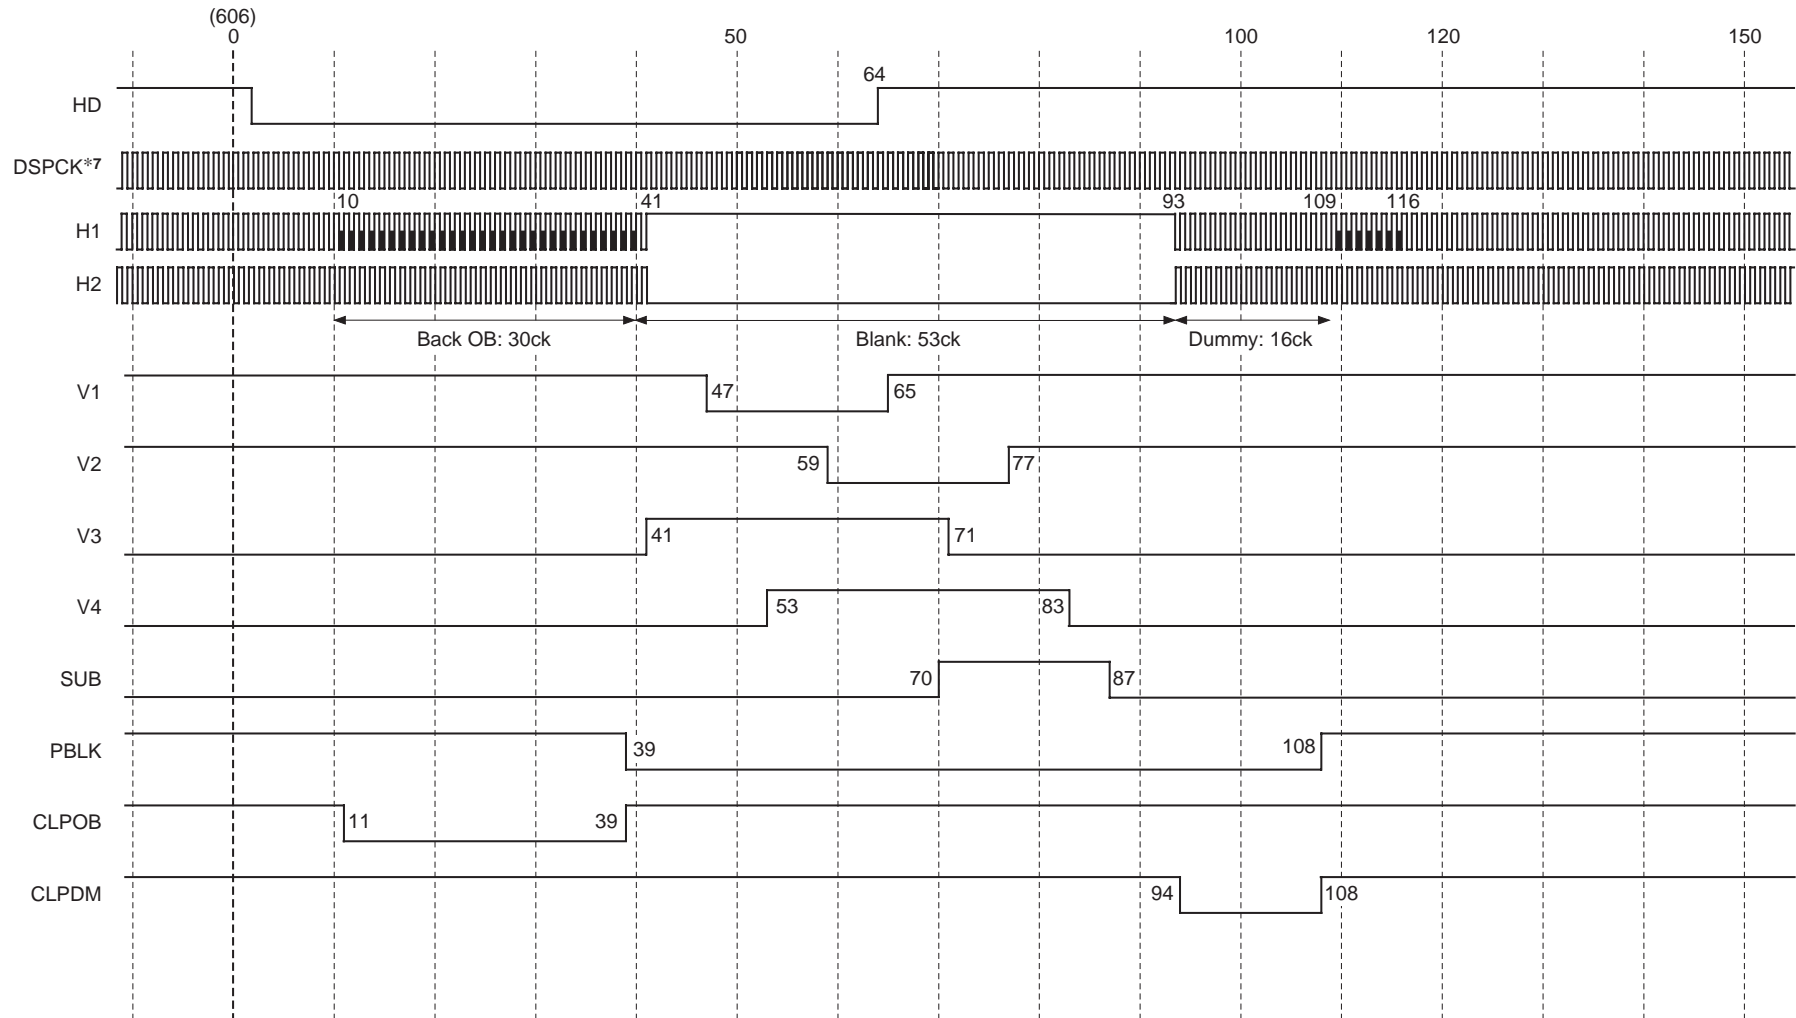 (606)
0 50 100 120 150
64
HD
DSPCK*7
10 41 93 109 116
H1
H2
Back OB: 30ck Blank: 53ck Dummy: 16ck
V1 47 65
V2 59 77
V3 41 71
V4 53 83
SUB 70 87
PBLK 39 108
CLPOB 11 39
CLPDM 94 108